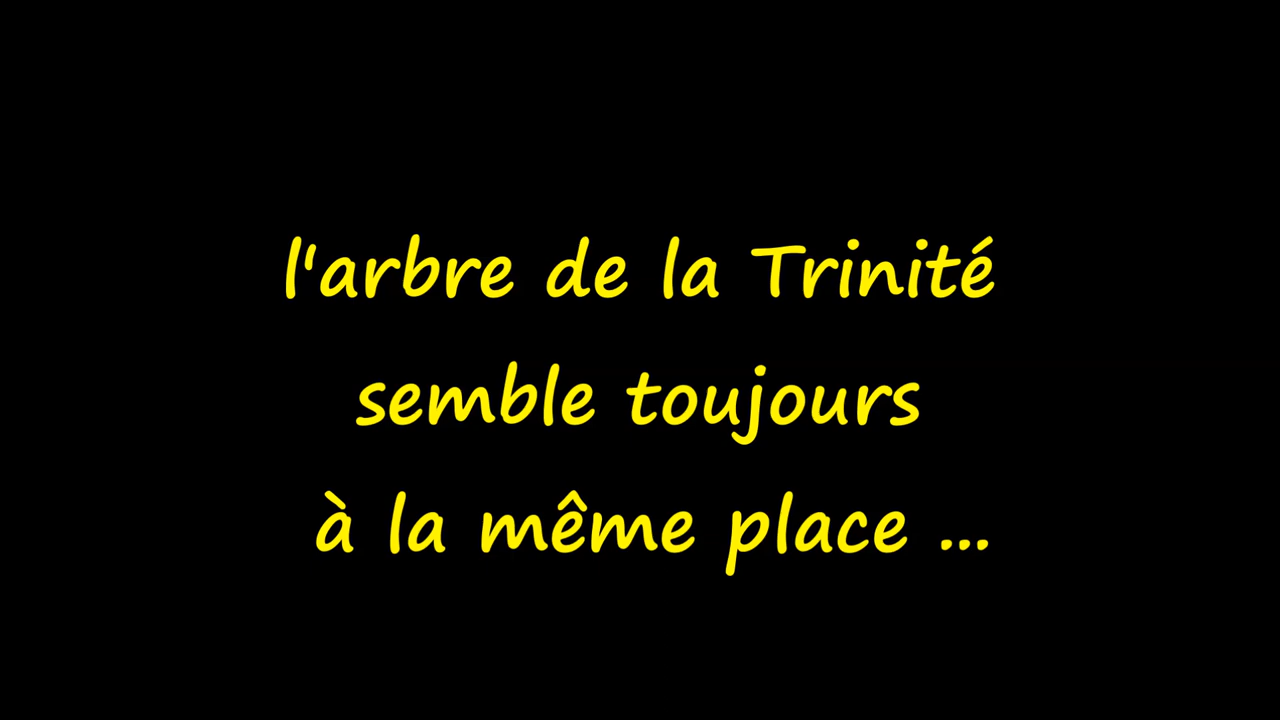 l'arbre de la Trinité
semble toujours
à la même place ...